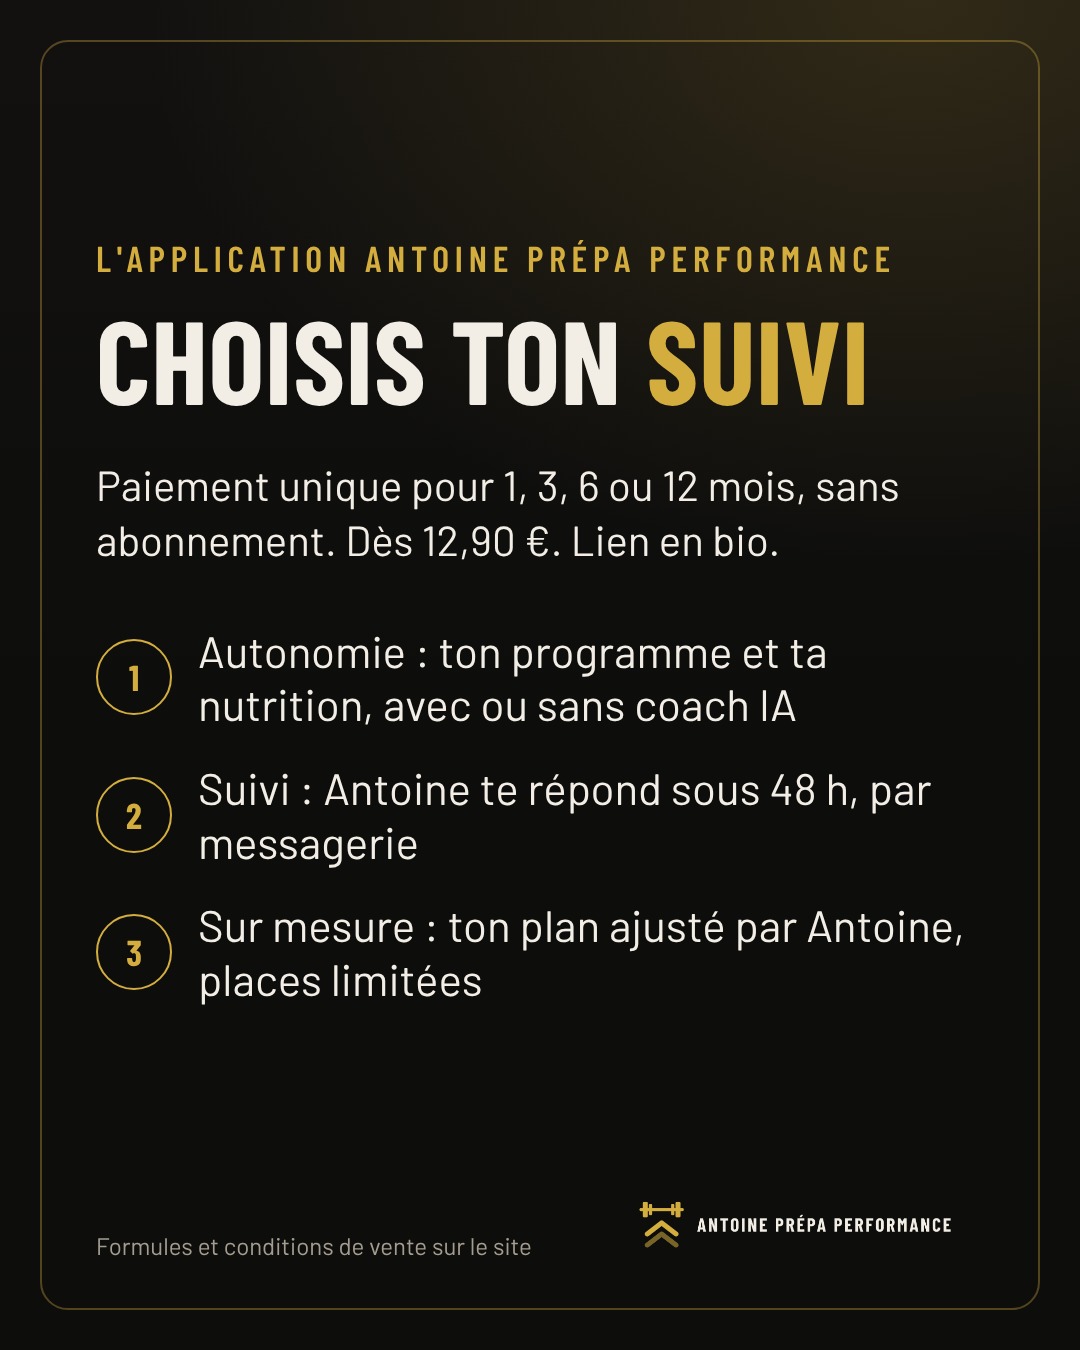 L'APPLICATION ANTOINE PRÉPA PERFORMANCE
CHOISIS TON SUIVI
Paiement unique pour 1, 3, 6 ou 12 mois, sans
abonnement. Dès 12,90 €. Lien en bio.
1
Autonomie : ton programme et ta
nutrition, avec ou sans coach IA
2
Suivi : Antoine te répond sous 48 h, par
messagerie
3
Sur mesure : ton plan ajusté par Antoine,
places limitées
Formules et conditions de vente sur le site
ANTOINE PRÉPA PERFORMANCE